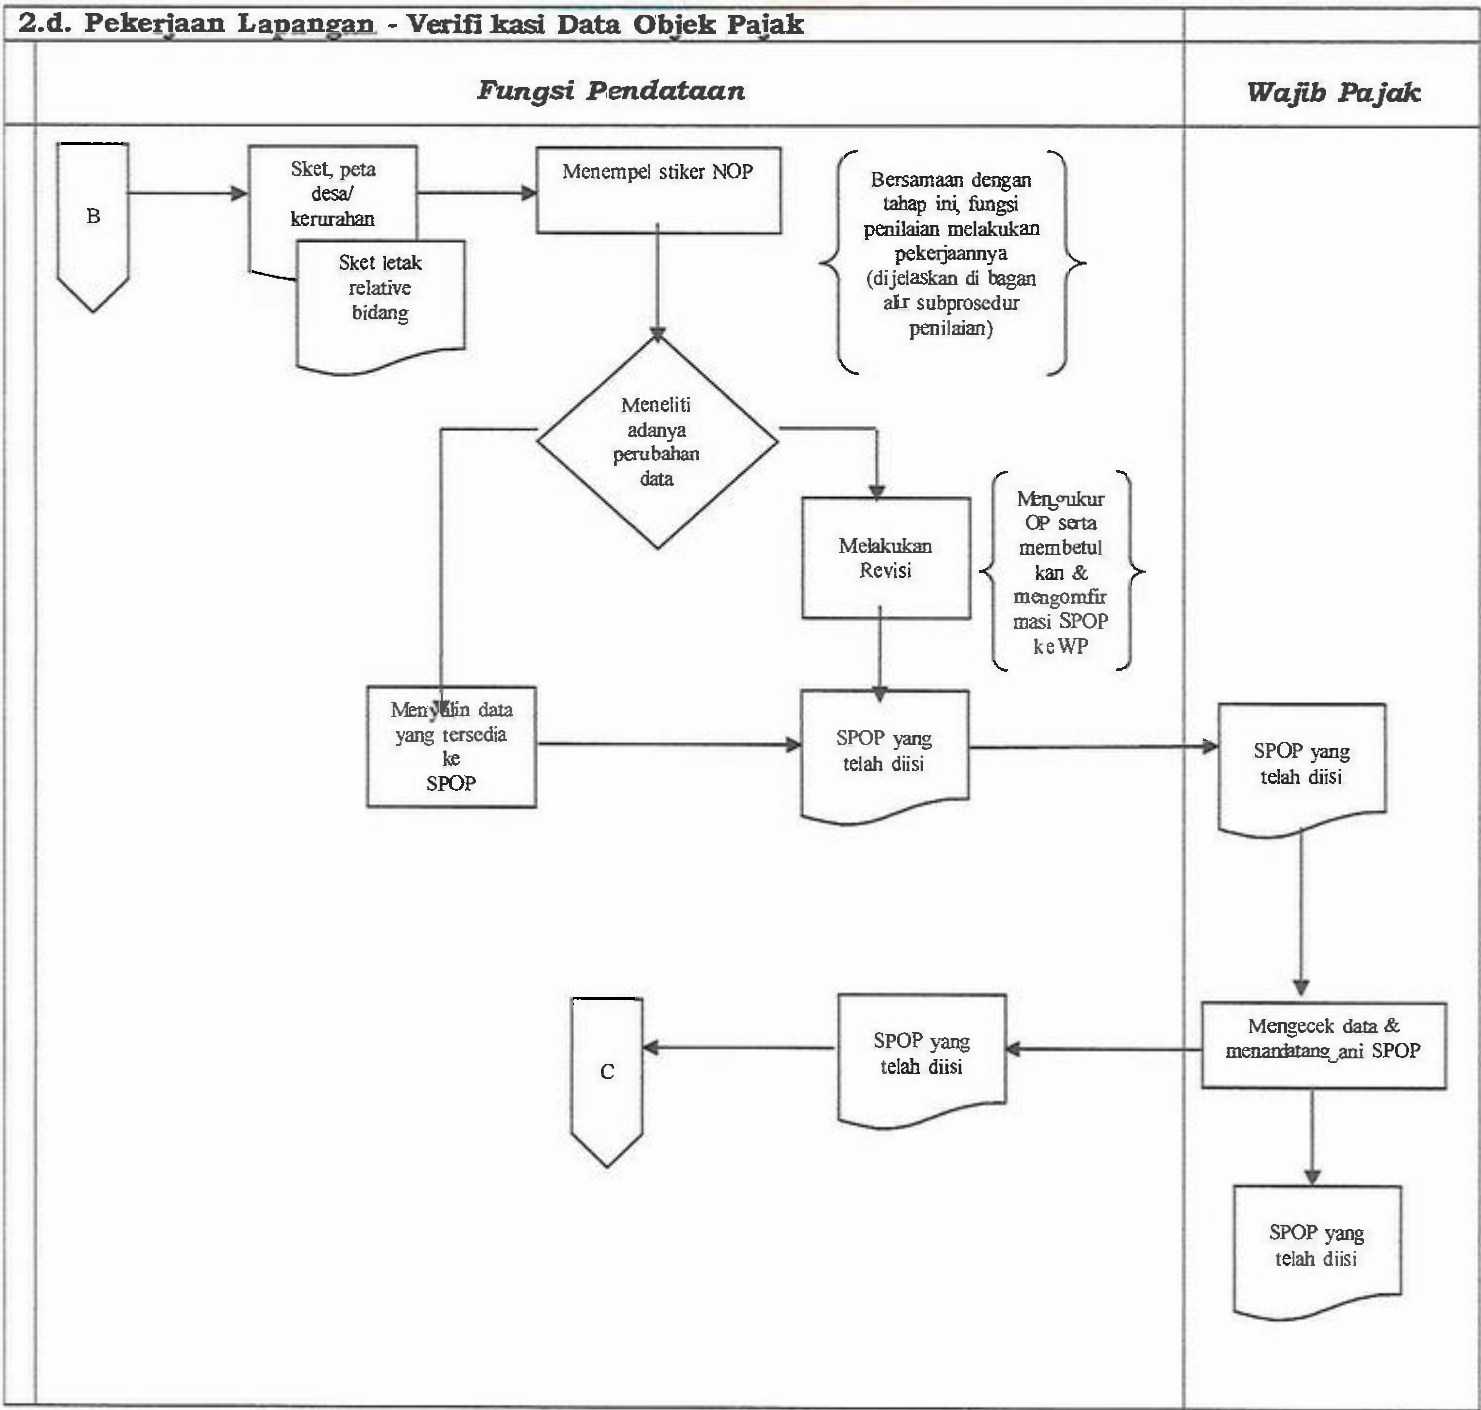 2.d. Pekerjaan Lapangan - Verifi kasi Data Objek Pajak
Fungsi Pendataan
Wajib Pajak
B
Sket, peta
desa/
kerurahan
Sket letak
relative
bidang
Menempel stiker NOP
Bersamaan dengan
tahap ini, fungsi
penilaian melakukan
pekerjaannya
(dijelaskan di bagan
alir subprosedur
penilaian)
Meneliti
adanya
perubahan
data
Melakukan
Revisi
Mengukur
OP serta
membetul
kan &
mengomfir
masi SPOP
ke WP
Menyalin data
yang tersedia
ke
SPOP
SPOP yang
telah diisi
SPOP yang
telah diisi
C
SPOP yang
telah diisi
Mengecek data &
menandatang_ani SPOP
SPOP yang
telah diisi